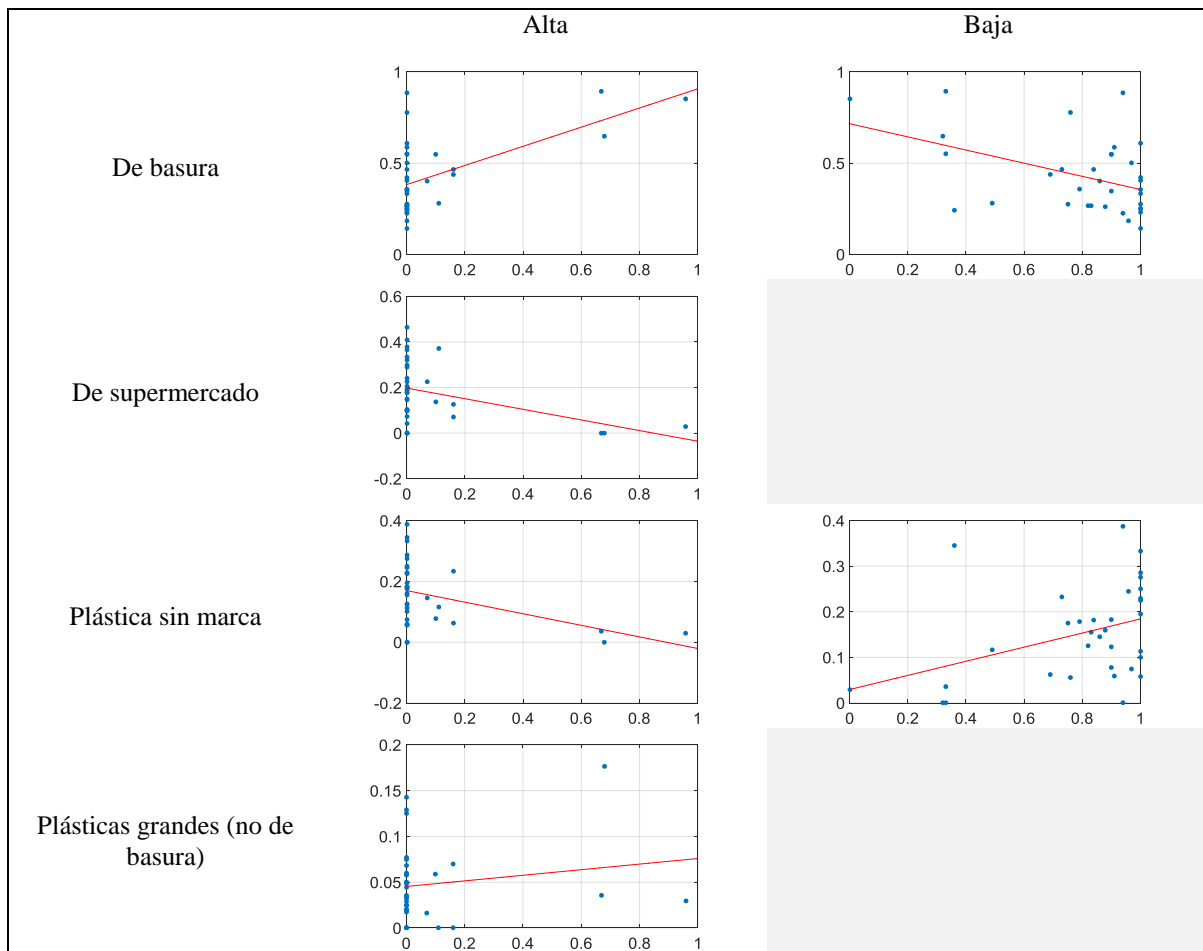 Alta Baja
De basura
1
0.5
0
0 0.2 0.4 0.6 0.8 1
1
0.5
0
0 0.2 0.4 0.6 0.8 1
De supermercado
0.6
0.4
0.2
0
-0.2
0 0.2 0.4 0.6 0.8 1
Plástica sin marca
0.4
0.2
0
-0.2
0 0.2 0.4 0.6 0.8 1
0.4
0.3
0.2
0.1
0
0 0.2 0.4 0.6 0.8 1
Plásticas grandes (no de
basura)
0.2
0.15
0.1
0.05
0
0 0.2 0.4 0.6 0.8 1